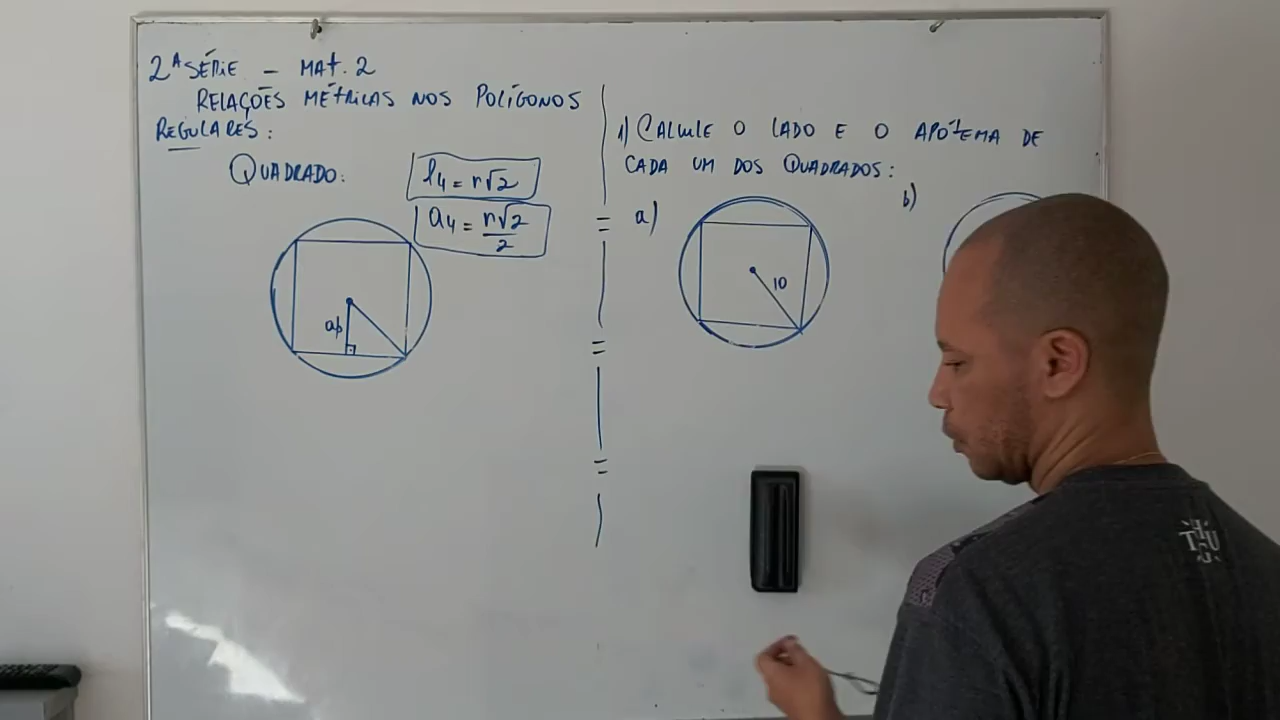 2ª SÉRIE - MAT. 2
RELAÇÕES MÉTRICAS NOS POLÍGONOS
REGULARES:
QUADRADO:
l₄ = r√2
a₄ = r√2/2
ap
1) CALCULE O LADO E O APÓTEMA DE
CADA UM DOS QUADRADOS:
a)
10
b)